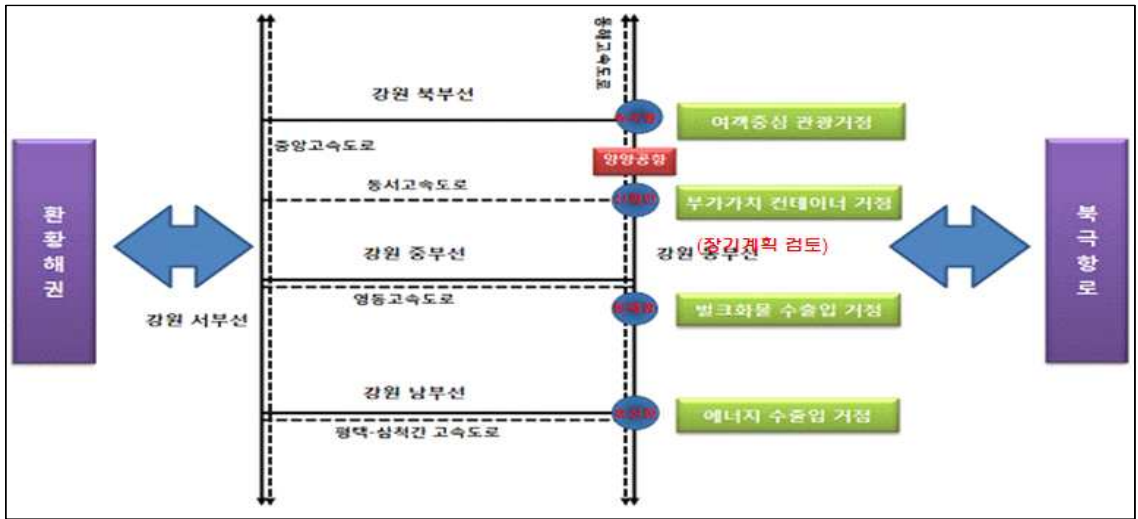 동해고속도로
강원 북부선
여객중심 관광거점
중앙고속도로
양양공항
동서고속도로
부가가치 컨테이너 거점
환황해권
북극항로
(장기계획 검토)
강원 중부선
강원 동부선
영동고속도로
벌크화물 수출입 거점
강원 서부선
강원 남부선
에너지 수출입 거점
평택-삼척간 고속도로